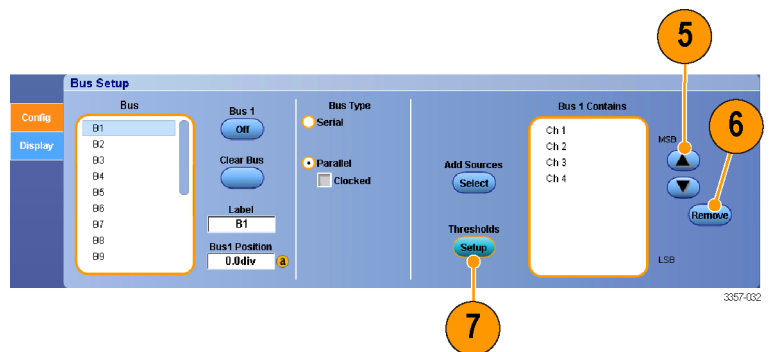 5
Bus Setup
Config
Display
Bus
B1
B2
B3
B4
B5
B6
B7
B8
B9
Bus 1
Off
Clear Bus
Label
B1
Bus1 Position
0.0div
a
Bus Type
Serial
Parallel
Clocked
Add Sources
Select
Thresholds
Setup
7
Bus 1 Contains
Ch 1
Ch 2
Ch 3
Ch 4
MSB
LSB
6
Remove
3357-032